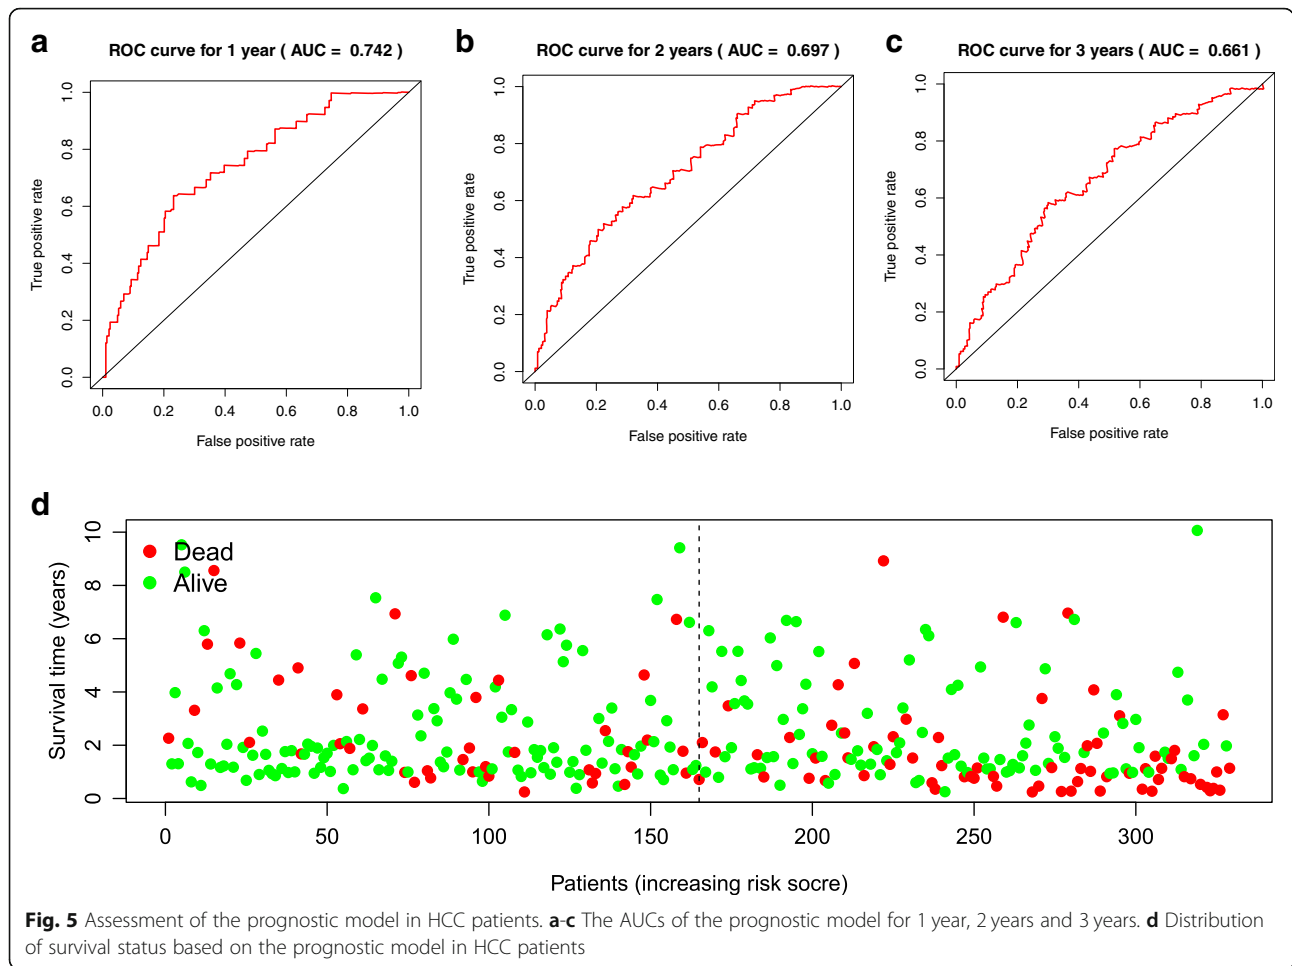 a
ROC curve for 1 year ( AUC = 0.742 )
True positive rate
0.0 0.2 0.4 0.6 0.8 1.0
0.0 0.2 0.4 0.6 0.8 1.0
False positive rate
b
ROC curve for 2 years ( AUC = 0.697 )
True positive rate
0.0 0.2 0.4 0.6 0.8 1.0
0.0 0.2 0.4 0.6 0.8 1.0
False positive rate
c
ROC curve for 3 years ( AUC = 0.661 )
True positive rate
0.0 0.2 0.4 0.6 0.8 1.0
0.0 0.2 0.4 0.6 0.8 1.0
False positive rate
d
Survival time (years)
10
8
6
4
2
0
Dead
Alive
0 50 100 150 200 250 300
Patients (increasing risk socre)
Fig. 5 Assessment of the prognostic model in HCC patients. a-c The AUCs of the prognostic model for 1 year, 2 years and 3 years. d Distribution
of survival status based on the prognostic model in HCC patients